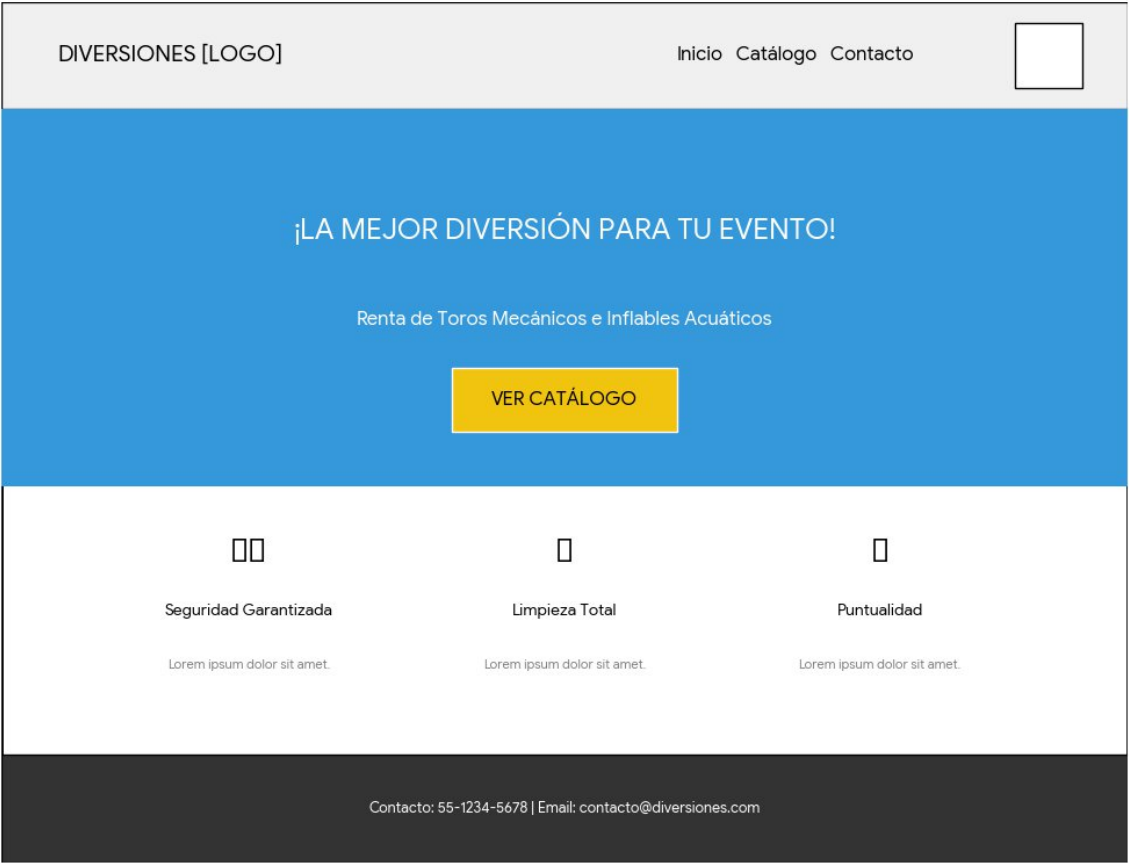 DIVERSIONES [LOGO]
Inicio Catálogo Contacto
¡LA MEJOR DIVERSIÓN PARA TU EVENTO!
Renta de Toros Mecánicos e Inflables Acuáticos
VER CATÁLOGO
Seguridad Garantizada
Limpieza Total
Puntualidad
Lorem ipsum dolor sit amet.
Lorem ipsum dolor sit amet.
Lorem ipsum dolor sit amet.
Contacto: 55-1234-5678 | Email: contacto@diversiones.com